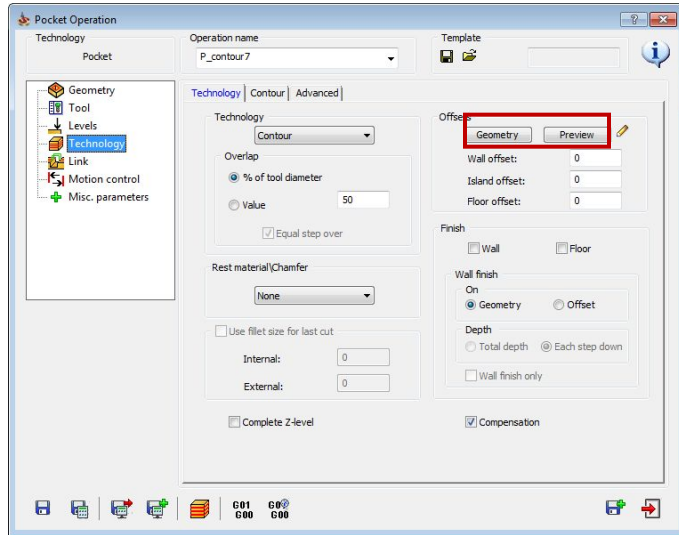 Pocket Operation
Technology
Pocket
Operation name
P_contour7
Template
Geometry
Tool
Levels
Technology
Link
Motion control
Misc. parameters
Technology Contour Advanced
Technology
Contour
Overlap
% of tool diameter
Value
50
Equal step over
Rest material\Chamfer
None
Use fillet size for last cut
Internal:
0
External:
0
Complete Z-level
Offsets
Geometry Preview
Wall offset:
0
Island offset:
0
Floor offset:
0
Finish
Wall Floor
Wall finish
On
Geometry Offset
Depth
Total depth Each step down
Wall finish only
Compensation
G01 G0
G00 G00